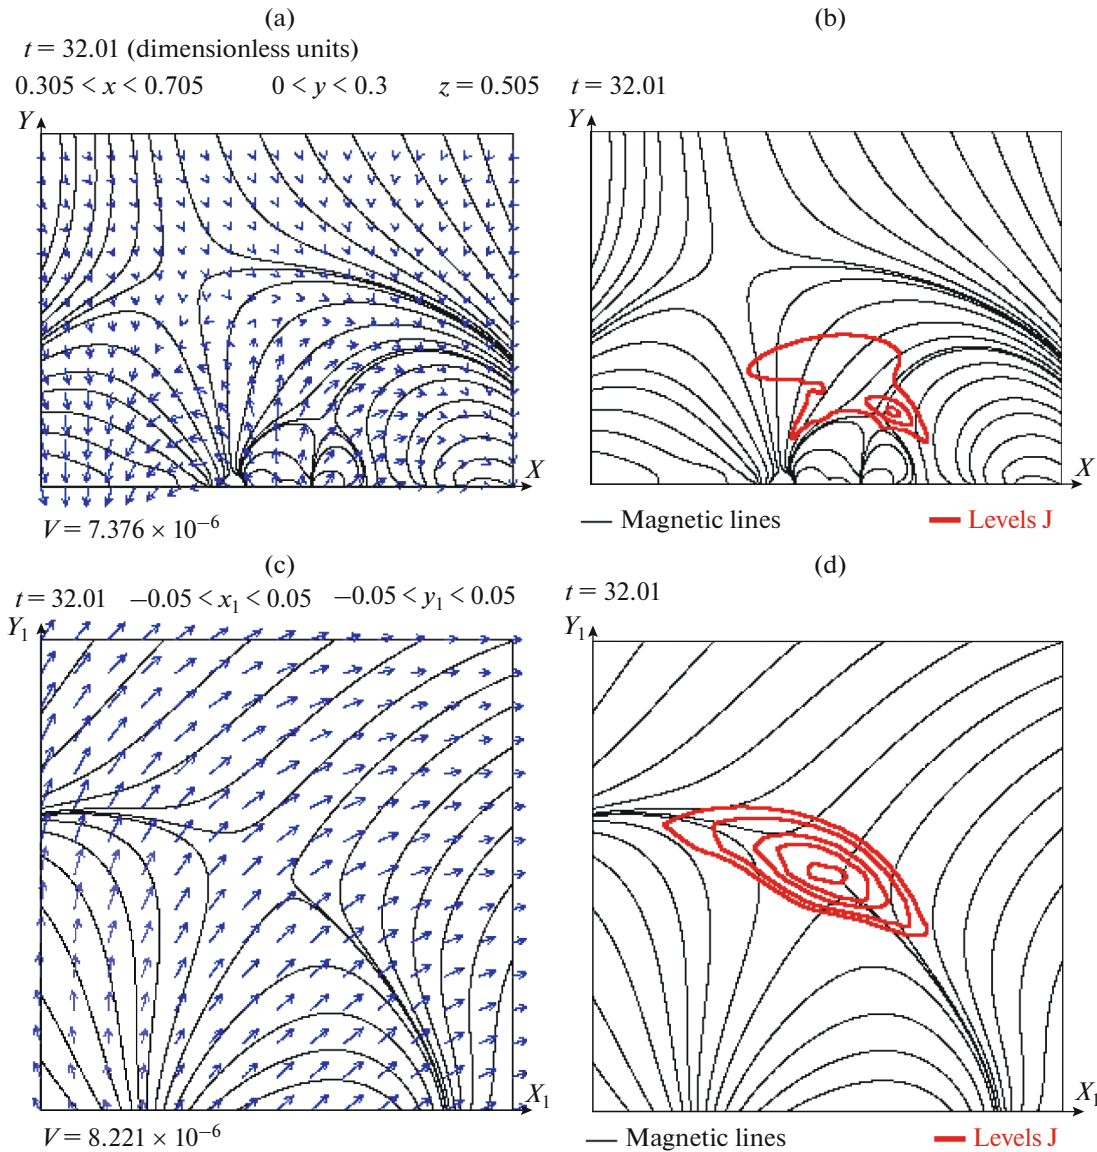 (a)
t = 32.01 (dimensionless units)
0.305 < x < 0.705 0 < y < 0.3 z = 0.505
Y
X
V = 7.376 × 10⁻⁶
(b)
t = 32.01
Y
X
Magnetic lines Levels J
(c)
t = 32.01 −0.05 < x₁ < 0.05 −0.05 < y₁ < 0.05
Y₁
X₁
V = 8.221 × 10⁻⁶
(d)
t = 32.01
Y₁
X₁
Magnetic lines Levels J